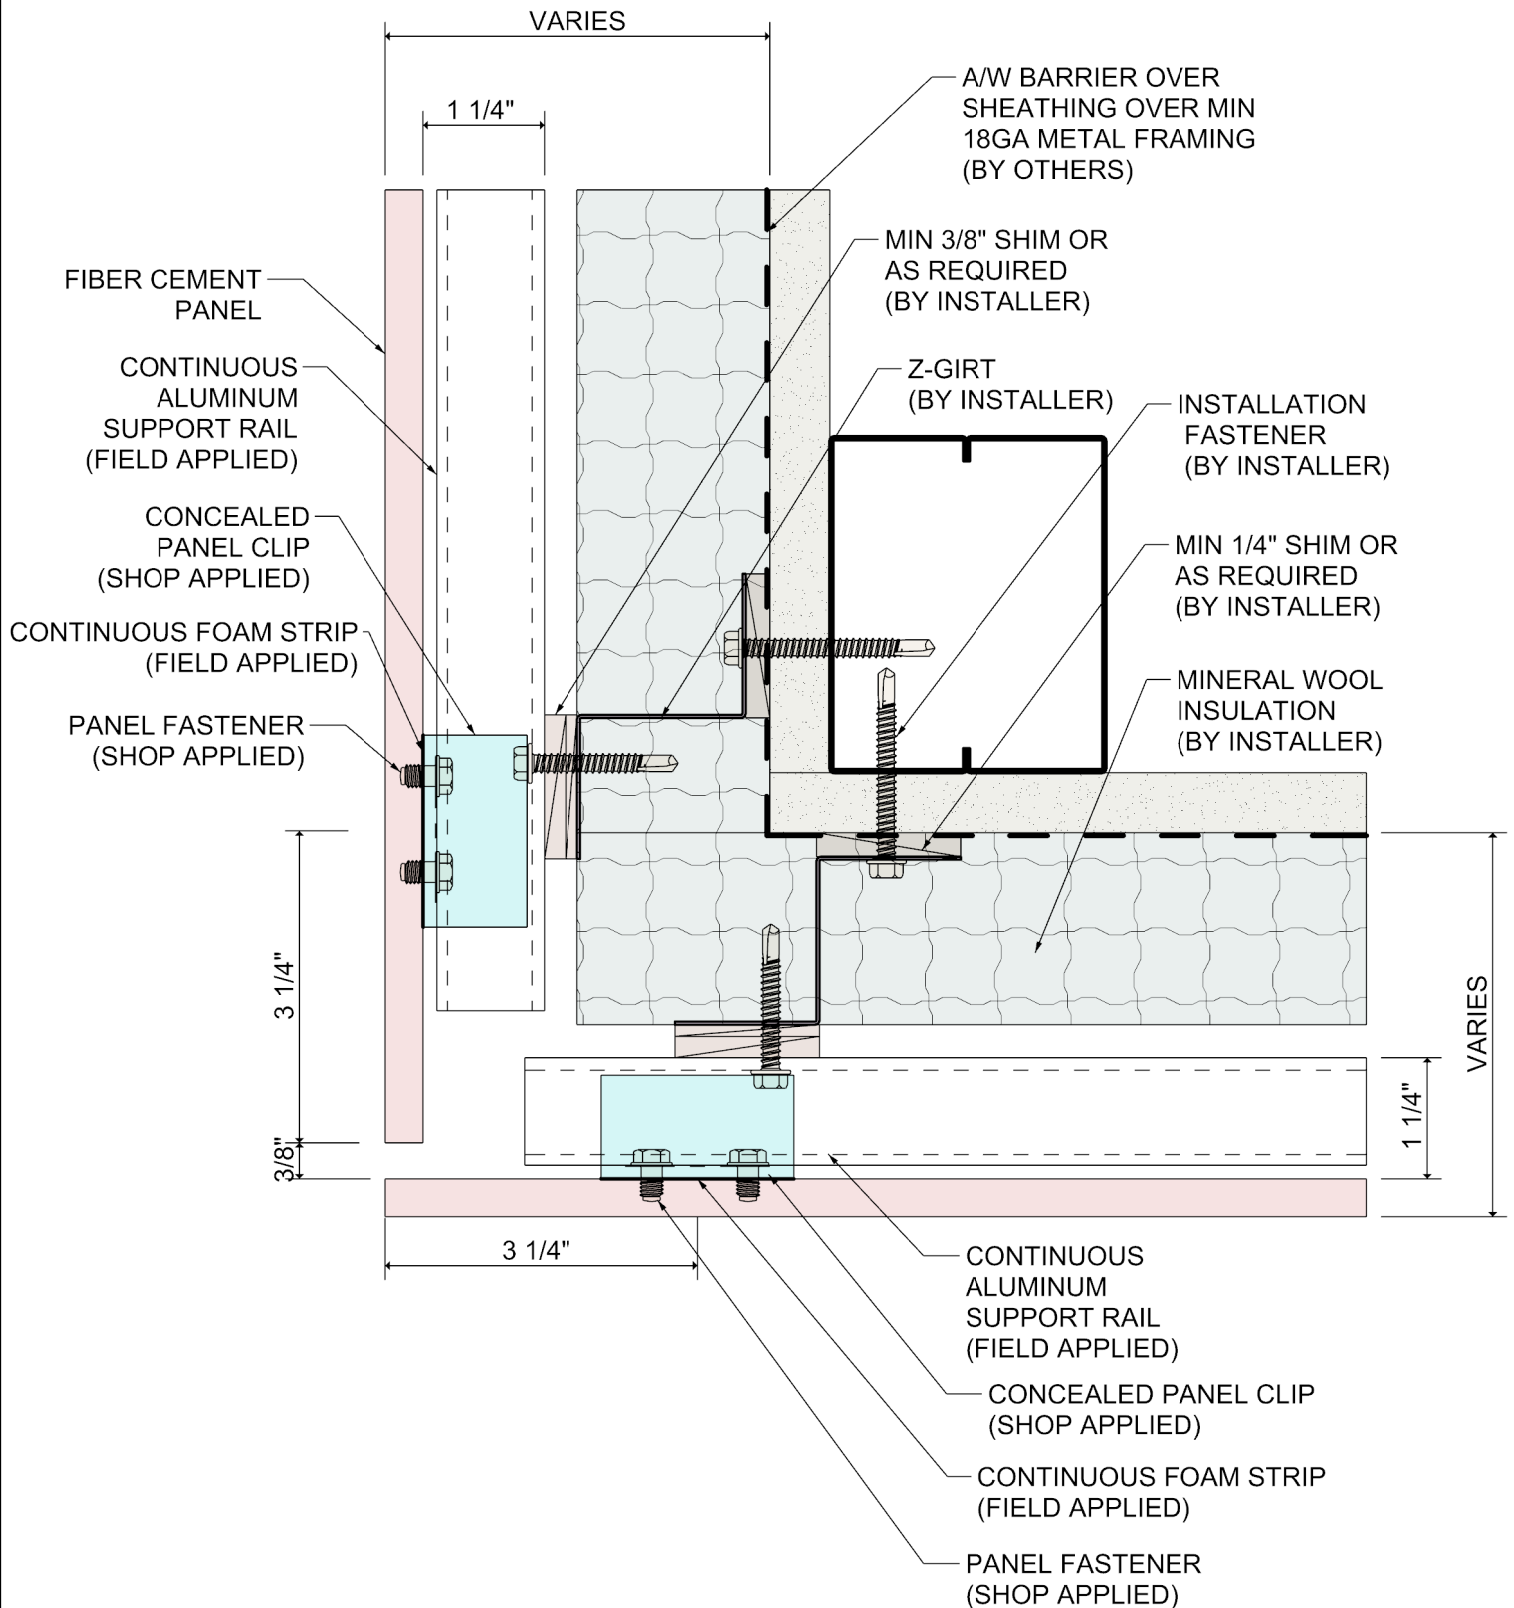 VARIES
1 1/4"
A/W BARRIER OVER
SHEATHING OVER MIN
18GA METAL FRAMING
(BY OTHERS)
MIN 3/8" SHIM OR
AS REQUIRED
(BY INSTALLER)
FIBER CEMENT
PANEL
CONTINUOUS
ALUMINUM
SUPPORT RAIL
(FIELD APPLIED)
Z-GIRT
(BY INSTALLER)
INSTALLATION
FASTENER
(BY INSTALLER)
CONCEALED
PANEL CLIP
(SHOP APPLIED)
MIN 1/4" SHIM OR
AS REQUIRED
(BY INSTALLER)
CONTINUOUS FOAM STRIP
(FIELD APPLIED)
MINERAL WOOL
INSULATION
(BY INSTALLER)
PANEL FASTENER
(SHOP APPLIED)
3 1/4"
3/8"
VARIES
1 1/4"
3 1/4"
CONTINUOUS
ALUMINUM
SUPPORT RAIL
(FIELD APPLIED)
CONCEALED PANEL CLIP
(SHOP APPLIED)
CONTINUOUS FOAM STRIP
(FIELD APPLIED)
PANEL FASTENER
(SHOP APPLIED)